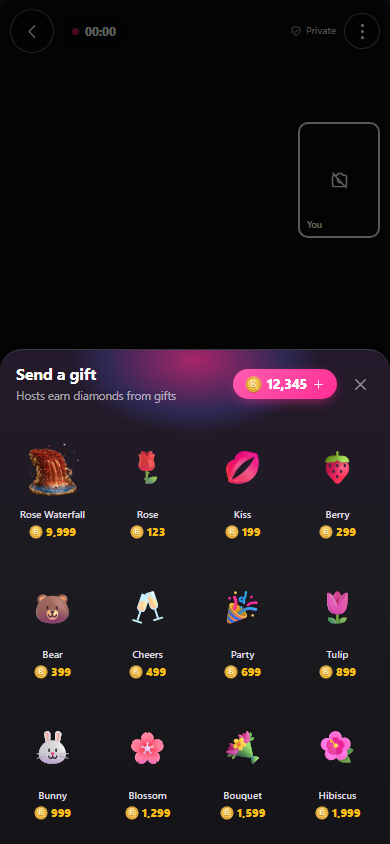 00:00
Private
You
Send a gift
12,345 +
Hosts earn diamonds from gifts
Rose Waterfall Rose Kiss Berry
9,999 123 199 299
Bear Cheers Party Tulip
399 499 699 899
Bunny Blossom Bouquet Hibiscus
999 1,299 1,599 1,999